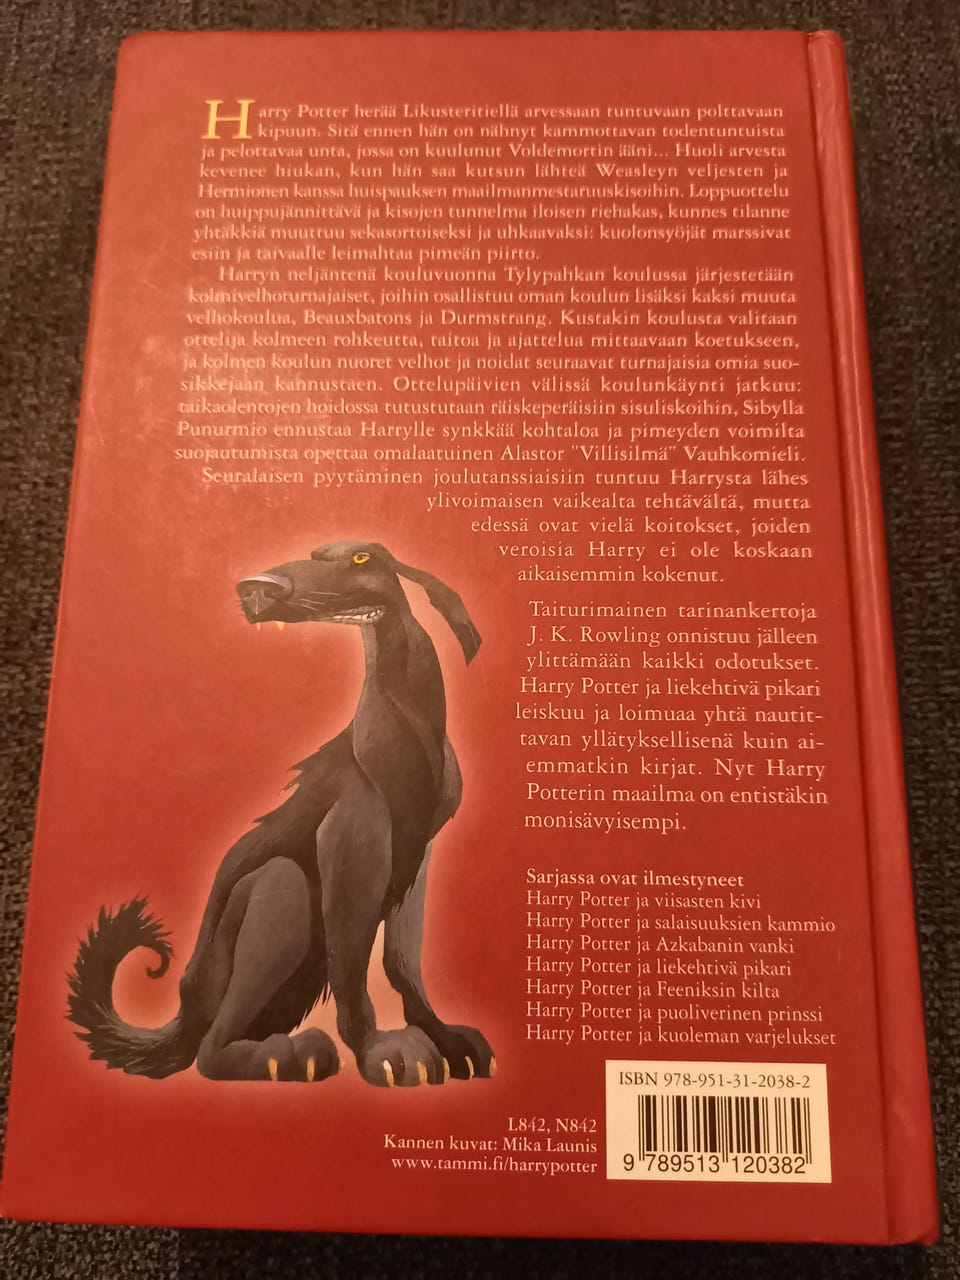 Harry Potter herää Likusteritiellä arvessaan tuntuvaan polttavaan
kipuun. Sitä ennen hän on nähnyt kammottavan todentuntuista
ja pelottavaa unta, jossa on kuulunut Voldemortin ääni... Huoli arvesta
kevenee hiukan, kun hän saa kutsun lähteä Weasleyn veljesten ja
Hermionen kanssa huispauksen maailmanmestaruuskisoihin. Loppuottelu
on huippujännittävä ja kisojen tunnelma iloisen riehakas, kunnes tilanne
yhtäkkiä muuttuu sekasortoiseksi ja uhkaavaksi: kuolonsyöjät marssivat
esiin ja taivaalle leimahtaa pimeän piirto.
Harryn neljäntenä kouluvuonna Tylypahkan koulussa järjestetään
kolmivelhoturnajaiset, joihin osallistuu oman koulun lisäksi kaksi muuta
velhokoulua, Beauxbatons ja Durmstrang. Kustakin koulusta valitaan
ottelija kolmeen rohkeutta, taitoa ja ajattelua mittaavaan koetukseen,
ja kolmen koulun nuoret velhot ja noidat seuraavat turnajaisia omia suo-
sikkejaan kannustaen. Ottelupäivien välissä koulunkäynti jatkuu:
taikaolentojen hoidossa tutustutaan räiskeperäisiin sisuliskoihin, Sibylla
Punurmio ennustaa Harrylle synkkää kohtaloa ja pimeyden voimilta
suojautumista opettaa omalaatuinen Alastor "Villisilmä" Vauhkomieli.
Seuralaisen pyytäminen joulutanssiaisiin tuntuu Harrysta lähes
ylivoimaisen vaikealta tehtävältä, mutta
edessä ovat vielä koitokset, joiden
veroisia Harry ei ole koskaan
aikaisemmin kokenut.
Taiturimainen tarinankertoja
J. K. Rowling onnistuu jälleen
ylittämään kaikki odotukset.
Harry Potter ja liekehtivä pikari
leiskuu ja loimuaa yhtä nautit-
tavan yllätyksellisenä kuin ai-
emmatkin kirjat. Nyt Harry
Potterin maailma on entistäkin
monisävyisempi.
Sarjassa ovat ilmestyneet
Harry Potter ja viisasten kivi
Harry Potter ja salaisuuksien kammio
Harry Potter ja Azkabanin vanki
Harry Potter ja liekehtivä pikari
Harry Potter ja Feeniksin kilta
Harry Potter ja puoliverinen prinssi
Harry Potter ja kuoleman varjelukset
L842, N842
Kannen kuvat: Mika Launis
www.tammi.fi/harrypotter
ISBN 978-951-31-2038-2
9 789513 120382